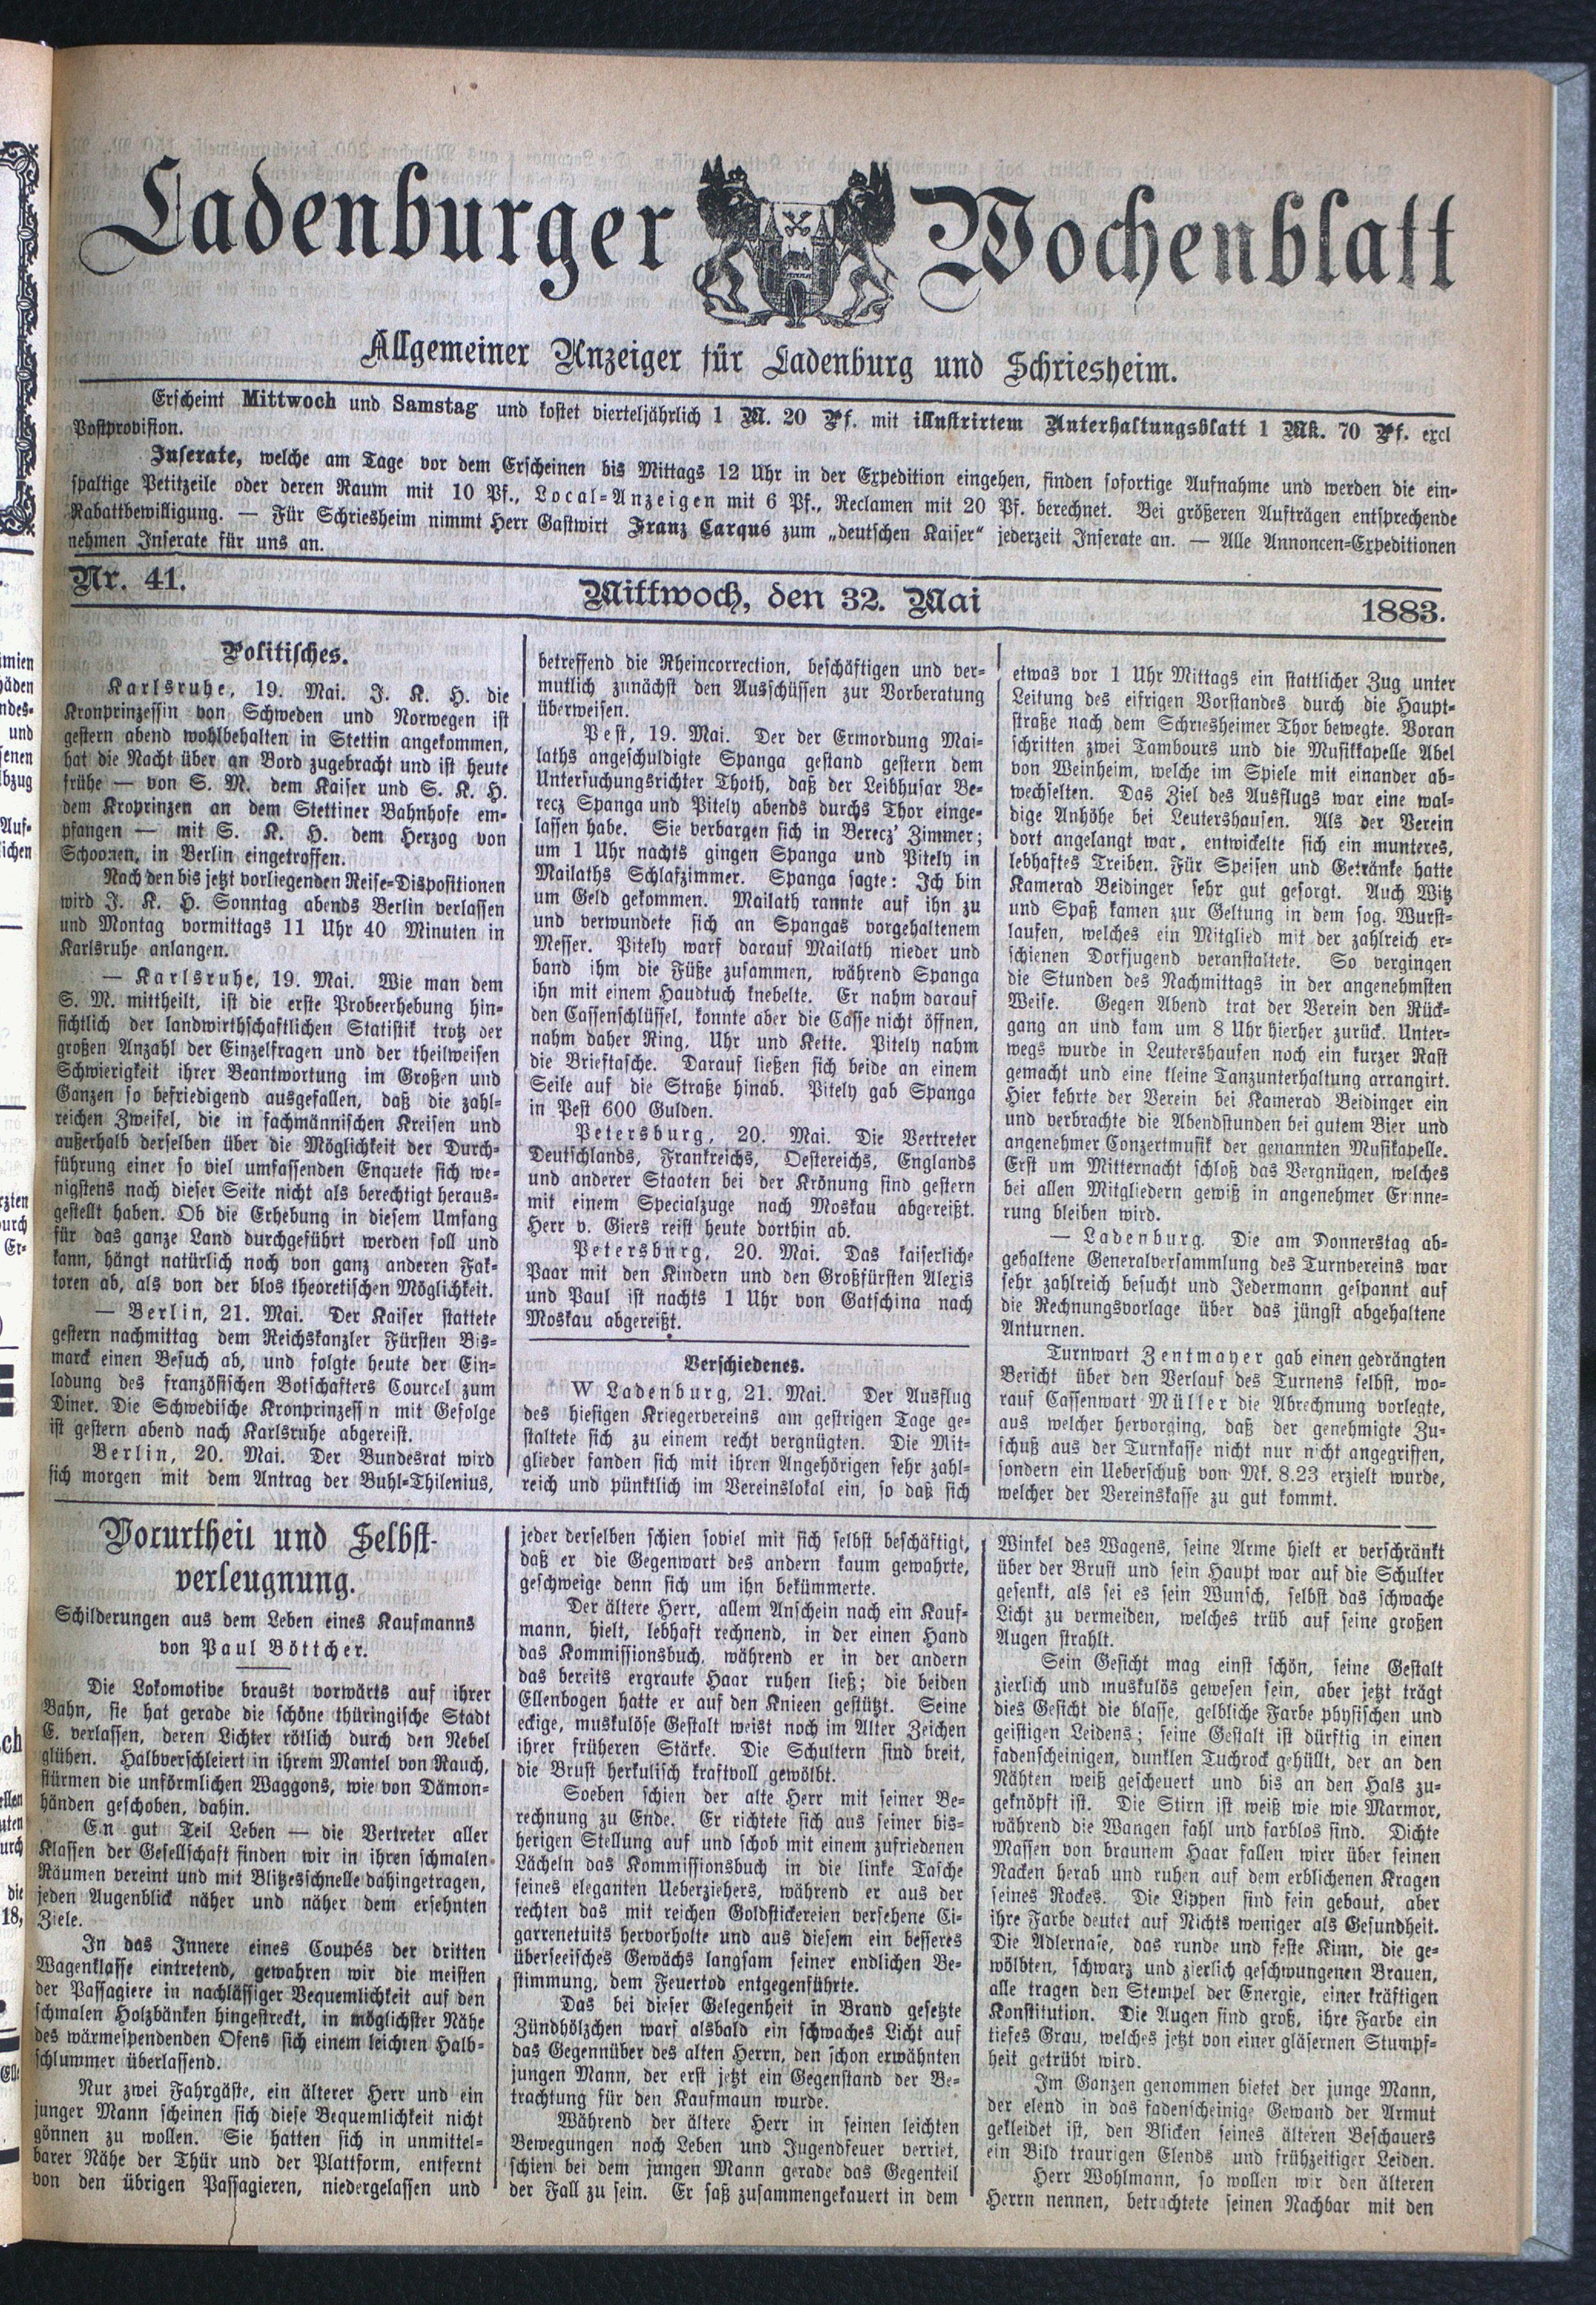 Ladenburger Wochenblatt
Allgemeiner Anzeiger für Ladenburg und Schriesheim.
Erscheint Mittwoch und Samstag und kostet vierteljährlich 1 M. 20 Pf. mit illustrirtem Unterhaltungsblatt 1 Mk. 70 Pf. excl
Postprovision.
Inserate, welche am Tage vor dem Erscheinen bis Mittags 12 Uhr in der Expedition eingehen, finden sofortige Aufnahme und werden die ein-
spaltige Petitzeile oder deren Raum mit 10 Pf., Local-Anzeigen mit 6 Pf., Reclamen mit 20 Pf. berechnet. Bei größeren Aufträgen entsprechende
Rabattbewilligung. — Für Schriesheim nimmt Herr Gastwirt Franz Carqué zum „deutschen Kaiser“ jederzeit Inserate an. — Alle Annoncen-Expeditionen
nehmen Inserate für uns an.
Nr. 41. Mittwoch, den 32. Mai 1883.
Politisches.
Karlsruhe, 19. Mai. J. K. H. die
Kronprinzessin von Schweden und Norwegen ist
gestern abend wohlbehalten in Stettin angekommen,
hat die Nacht über an Bord zugebracht und ist heute
frühe — von S. M. dem Kaiser und S. K. H.
dem Kroprinzen an dem Stettiner Bahnhofe em-
pfangen — mit S. K. H. dem Herzog von
Schoonen, in Berlin eingetroffen.
Nach den bis jetzt vorliegenden Reise-Dispositionen
wird J. K. H. Sonntag abends Berlin verlassen
und Montag vormittags 11 Uhr 40 Minuten in
Karlsruhe anlangen.
— Karlsruhe, 19. Mai. Wie man dem
S. M. mittheilt, ist die erste Probeerhebung hin-
sichtlich der landwirthschaftlichen Statistik trotz der
großen Anzahl der Einzelfragen und der theilweisen
Schwierigkeit ihrer Beantwortung im Großen und
Ganzen so befriedigend ausgefallen, daß die zahl-
reichen Zweifel, die in fachmännischen Kreisen und
außerhalb derselben über die Möglichkeit der Durch-
führung einer so viel umfassenden Enquete sich we-
nigstens nach dieser Seite nicht als berechtigt heraus-
gestellt haben. Ob die Erhebung in diesem Umfang
für das ganze Land durchgeführt werden soll und
kann, hängt natürlich noch von ganz anderen Fak-
toren ab, als von der blos theoretischen Möglichkeit.
— Berlin, 21. Mai. Der Kaiser stattete
gestern nachmittag dem Reichskanzler Fürsten Bis-
marck einen Besuch ab, und folgte heute der Ein-
ladung des französischen Botschafters Courcel zum
Diner. Die Schwedische Kronprinzess n mit Gefolge
ist gestern abend nach Karlsruhe abgereist.
Berlin, 20. Mai. Der Bundesrat wird
sich morgen mit dem Antrag der Buhl-Thilenius,
betreffend die Rheincorrection, beschäftigen und ver-
mutlich zunächst den Ausschüssen zur Vorberatung
überweisen.
Pest, 19. Mai. Der der Ermordung Mai-
laths angeschuldigte Spanga gestand gestern dem
Untersuchungsrichter Thoth, daß der Leibhusar Be-
recz Spanga und Pitely abends durchs Thor einge-
lassen habe. Sie verbargen sich in Berecz' Zimmer;
um 1 Uhr nachts gingen Spanga und Pitely in
Mailaths Schlafzimmer. Spanga sagte: Ich bin
um Geld gekommen. Mailath rannte auf ihn zu
und verwundete sich an Spangas vorgehaltenem
Messer. Pitely warf darauf Mailath nieder und
band ihm die Füße zusammen, während Spanga
ihn mit einem Handtuch knebelte. Er nahm darauf
den Cassenschlüssel, konnte aber die Casse nicht öffnen,
nahm daher Ring, Uhr und Kette. Pitely nahm
die Brieftasche. Darauf ließen sich beide an einem
Seile auf die Straße hinab. Pitely gab Spanga
in Pest 600 Gulden.
Petersburg, 20. Mai. Die Vertreter
Deutschlands, Frankreichs, Oestereichs, Englands
und anderer Staaten bei der Krönung sind gestern
mit einem Specialzuge nach Moskau abgereißt.
Herr v. Giers reist heute dorthin ab.
Petersburg, 20. Mai. Das kaiserliche
Paar mit den Kindern und den Großfürsten Alexis
und Paul ist nachts 1 Uhr von Gatschina nach
Moskau abgereißt.
Verschiedenes.
W Ladenburg, 21. Mai. Der Ausflug
des hiesigen Kriegervereins am gestrigen Tage ge-
staltete sich zu einem recht vergnügten. Die Mit-
glieder fanden sich mit ihren Angehörigen sehr zahl-
reich und pünktlich im Vereinslokal ein, so daß sich
etwas vor 1 Uhr Mittags ein stattlicher Zug unter
Leitung des eifrigen Vorstandes durch die Haupt-
straße nach dem Schriesheimer Thor bewegte. Voran
schritten zwei Tambours und die Musikkapelle Abel
von Weinheim, welche im Spiele mit einander ab-
wechselten. Das Ziel des Ausflugs war eine wal-
dige Anhöhe bei Leutershausen. Als der Verein
dort angelangt war, entwickelte sich ein munteres,
lebhaftes Treiben. Für Speisen und Getränke hatte
Kamerad Beidinger sehr gut gesorgt. Auch Witz
und Spaß kamen zur Geltung in dem sog. Wurst-
laufen, welches ein Mitglied mit der zahlreich er-
schienen Dorfjugend veranstaltete. So vergingen
die Stunden des Nachmittags in der angenehmsten
Weise. Gegen Abend trat der Verein den Rück-
gang an und kam um 8 Uhr hierher zurück. Unter-
wegs wurde in Leutershausen noch ein kurzer Rast
gemacht und eine kleine Tanzunterhaltung arrangirt.
Hier kehrte der Verein bei Kamerad Beidinger ein
und verbrachte die Abendstunden bei gutem Bier und
angenehmer Conzertmusik der genannten Musikapelle.
Erst um Mitternacht schloß das Vergnügen, welches
bei allen Mitgliedern gewiß in angenehmer Erinne-
rung bleiben wird.
— Ladenburg. Die am Donnerstag ab-
gehaltene Generalversammlung des Turnvereins war
sehr zahlreich besucht und Jedermann gespannt auf
die Rechnungsvorlage über das jüngst abgehaltene
Anturnen.
Turnwart Zentmayer gab einen gedrängten
Bericht über den Verlauf des Turnens selbst, wo-
rauf Cassenwart Müller die Abrechnung vorlegte,
aus welcher hervorging, daß der genehmigte Zu-
schuß aus der Turnkasse nicht nur nicht angegriffen,
sondern ein Ueberschuß von Mk. 8.23 erzielt wurde,
welcher der Vereinskasse zu gut kommt.
Vorurtheil und Selbst-
verleugnung.
Schilderungen aus dem Leben eines Kaufmanns
von Paul Böttcher.
Die Lokomotive braust vorwärts auf ihrer
Bahn, sie hat gerade die schöne thüringische Stadt
E. verlassen, deren Lichter rötlich durch den Nebel
glühen. Halbverschleiert in ihrem Mantel von Rauch,
stürmen die unförmlichen Waggons, wie von Dämon-
händen geschoben, dahin.
E n gut Teil Leben — die Vertreter aller
Klassen der Gesellschaft finden wir in ihren schmalen
Räumen vereint und mit Blitzesschnelle dahingetragen,
jeden Augenblick näher und näher dem ersehnten
Ziele.
In das Innere eines Coupés der dritten
Wagenklasse eintretend, gewahren wir die meisten
der Passagiere in nachlässiger Bequemlichkeit auf den
schmalen Holzbänken hingestreckt, in möglichster Nähe
des wärmespendenden Ofens sich einem leichten Halb-
schlummer überlassend.
Nur zwei Fahrgäste, ein älterer Herr und ein
junger Mann scheinen sich diese Bequemlichkeit nicht
gönnen zu wollen. Sie hatten sich in unmittel-
barer Nähe der Thür und der Plattform, entfernt
von den übrigen Passagieren, niedergelassen und
jeder derselben schien soviel mit sich selbst beschäftigt,
daß er die Gegenwart des andern kaum gewahrte,
geschweige denn sich um ihn bekümmerte.
Der ältere Herr, allem Anschein nach ein Kauf-
mann, hielt, lebhaft rechnend, in der einen Hand
das Kommissionsbuch, während er in der andern
das bereits ergraute Haar ruhen ließ; die beiden
Ellenbogen hatte er auf den Knieen gestützt. Seine
eckige, muskulöse Gestalt weist noch im Alter Zeichen
ihrer früheren Stärke. Die Schultern sind breit,
die Brust herkulisch kraftvoll gewölbt.
Soeben schien der alte Herr mit seiner Be-
rechnung zu Ende. Er richtete sich aus seiner bis-
herigen Stellung auf und schob mit einem zufriedenen
Lächeln das Kommissionsbuch in die linke Tasche
seines eleganten Ueberziehers, während er aus der
rechten das mit reichen Goldstickereien versehene Ci-
garrenetuits hervorholte und aus diesem ein besseres
überseeisches Gewächs langsam seiner endlichen Be-
stimmung, dem Feuertod entgegenführte.
Das bei dieser Gelegenheit in Brand gesetzte
Zündhölzchen warf alsbald ein schwaches Licht auf
das Gegennüber des alten Herrn, den schon erwähnten
jungen Mann, der erst jetzt ein Gegenstand der Be-
trachtung für den Kaufmaun wurde.
Während der ältere Herr in seinen leichten
Bewegungen noch Leben und Jugendfeuer verriet,
schien bei dem jungen Mann gerade das Gegenteil
der Fall zu sein. Er saß zusammengekauert in dem
Winkel des Wagens, seine Arme hielt er verschränkt
über der Brust und sein Haupt war auf die Schulter
gesenkt, als sei es sein Wunsch, selbst das schwache
Licht zu vermeiden, welches trüb auf seine großen
Augen strahlt.
Sein Gesicht mag einst schön, seine Gestalt
zierlich und muskulös gewesen sein, aber jetzt trägt
dies Gesicht die blasse, gelbliche Farbe physischen und
geistigen Leidens; seine Gestalt ist dürftig in einen
fadenscheinigen, dunklen Tuchrock gehüllt, der an den
Nähten weiß gescheuert und bis an den Hals zu-
geknöpft ist. Die Stirn ist weiß wie wie Marmor,
während die Wangen fahl und farblos sind. Dichte
Massen von braunem Haar fallen wirr über seinen
Nacken herab und ruhen auf dem erblichenen Kragen
seines Rockes. Die Lippen sind fein gebaut, aber
ihre Farbe deutet auf Nichts weniger als Gesundheit.
Die Adlernase, das runde und feste Kinn, die ge-
wölbten, schwarz und zierlich geschwungenen Brauen,
alle tragen den Stempel der Energie, einer kräftigen
Konstitution. Die Augen sind groß, ihre Farbe ein
tiefes Grau, welches jetzt von einer gläsernen Stumpf-
heit getrübt wird.
Im Ganzen genommen bietet der junge Mann,
der elend in das fadenscheinige Gewand der Armut
gekleidet ist, den Blicken seines älteren Beschauers
ein Bild traurigen Elends und frühzeitiger Leiden.
Herr Wohlmann, so wollen wir den älteren
Herrn nennen, betrachtete seinen Nachbar mit den